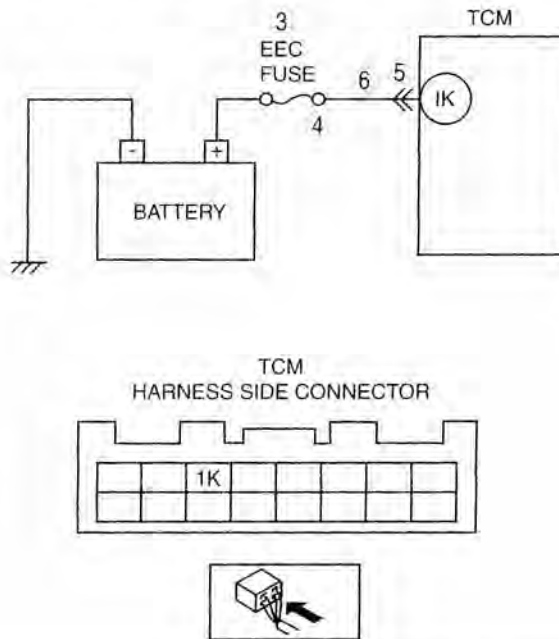 TCM
3
EEC
FUSE
6
5
IK
4
-
+
BATTERY
TCM
HARNESS SIDE CONNECTOR
1K